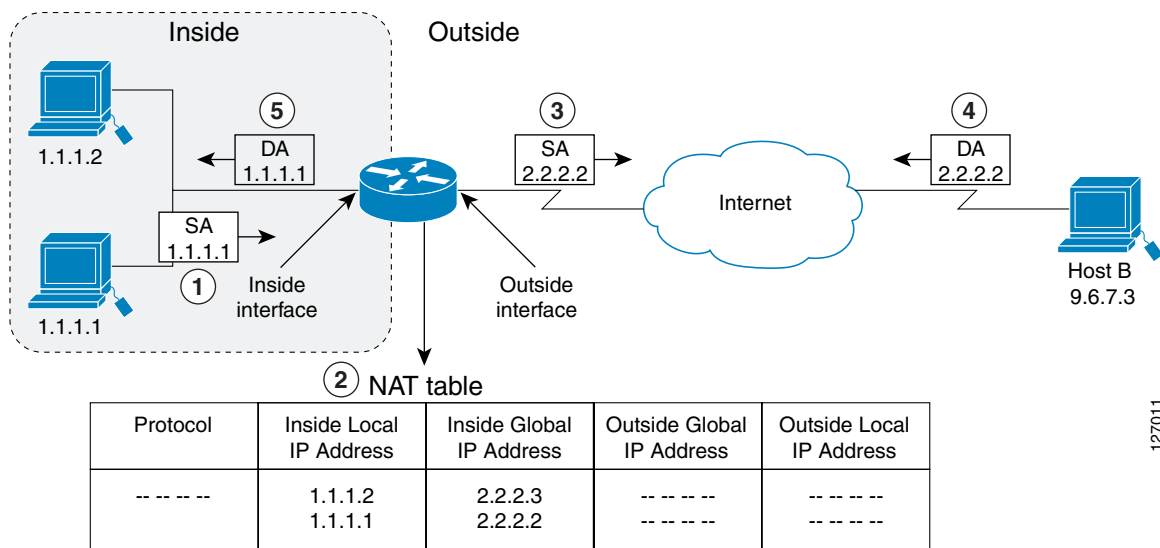 Inside
Outside
1.1.1.2
5
DA
1.1.1.1
3
SA
2.2.2.2
4
DA
2.2.2.2
Internet
SA
1.1.1.1
1
1.1.1.1
Inside
interface
Outside
interface
Host B
9.6.7.3
2 NAT table
Protocol
Inside Local
IP Address
Inside Global
IP Address
Outside Global
IP Address
Outside Local
IP Address
-- -- -- -- 1.1.1.2 2.2.2.3 -- -- -- -- -- -- -- --
1.1.1.1 2.2.2.2 -- -- -- -- -- -- -- --
127011